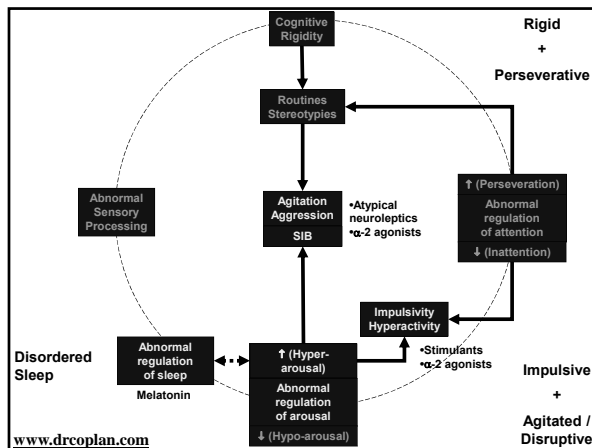 Cognitive
Rigidity
Rigid
+
Perseverative
Routines
Stereotypies
Abnormal
Sensory
Processing
Agitation
Aggression
SIB
•Atypical
neuroleptics
•α-2 agonists
↑ (Perseveration)
Abnormal
regulation
of attention
↓ (Inattention)
Impulsivity
Hyperactivity
•Stimulants
•α-2 agonists
Disordered
Sleep
Abnormal
regulation
of sleep
Melatonin
↑ (Hyper-
arousal)
Abnormal
regulation
of arousal
↓ (Hypo-arousal)
Impulsive
+
Agitated /
Disruptive
www.drcoplan.com